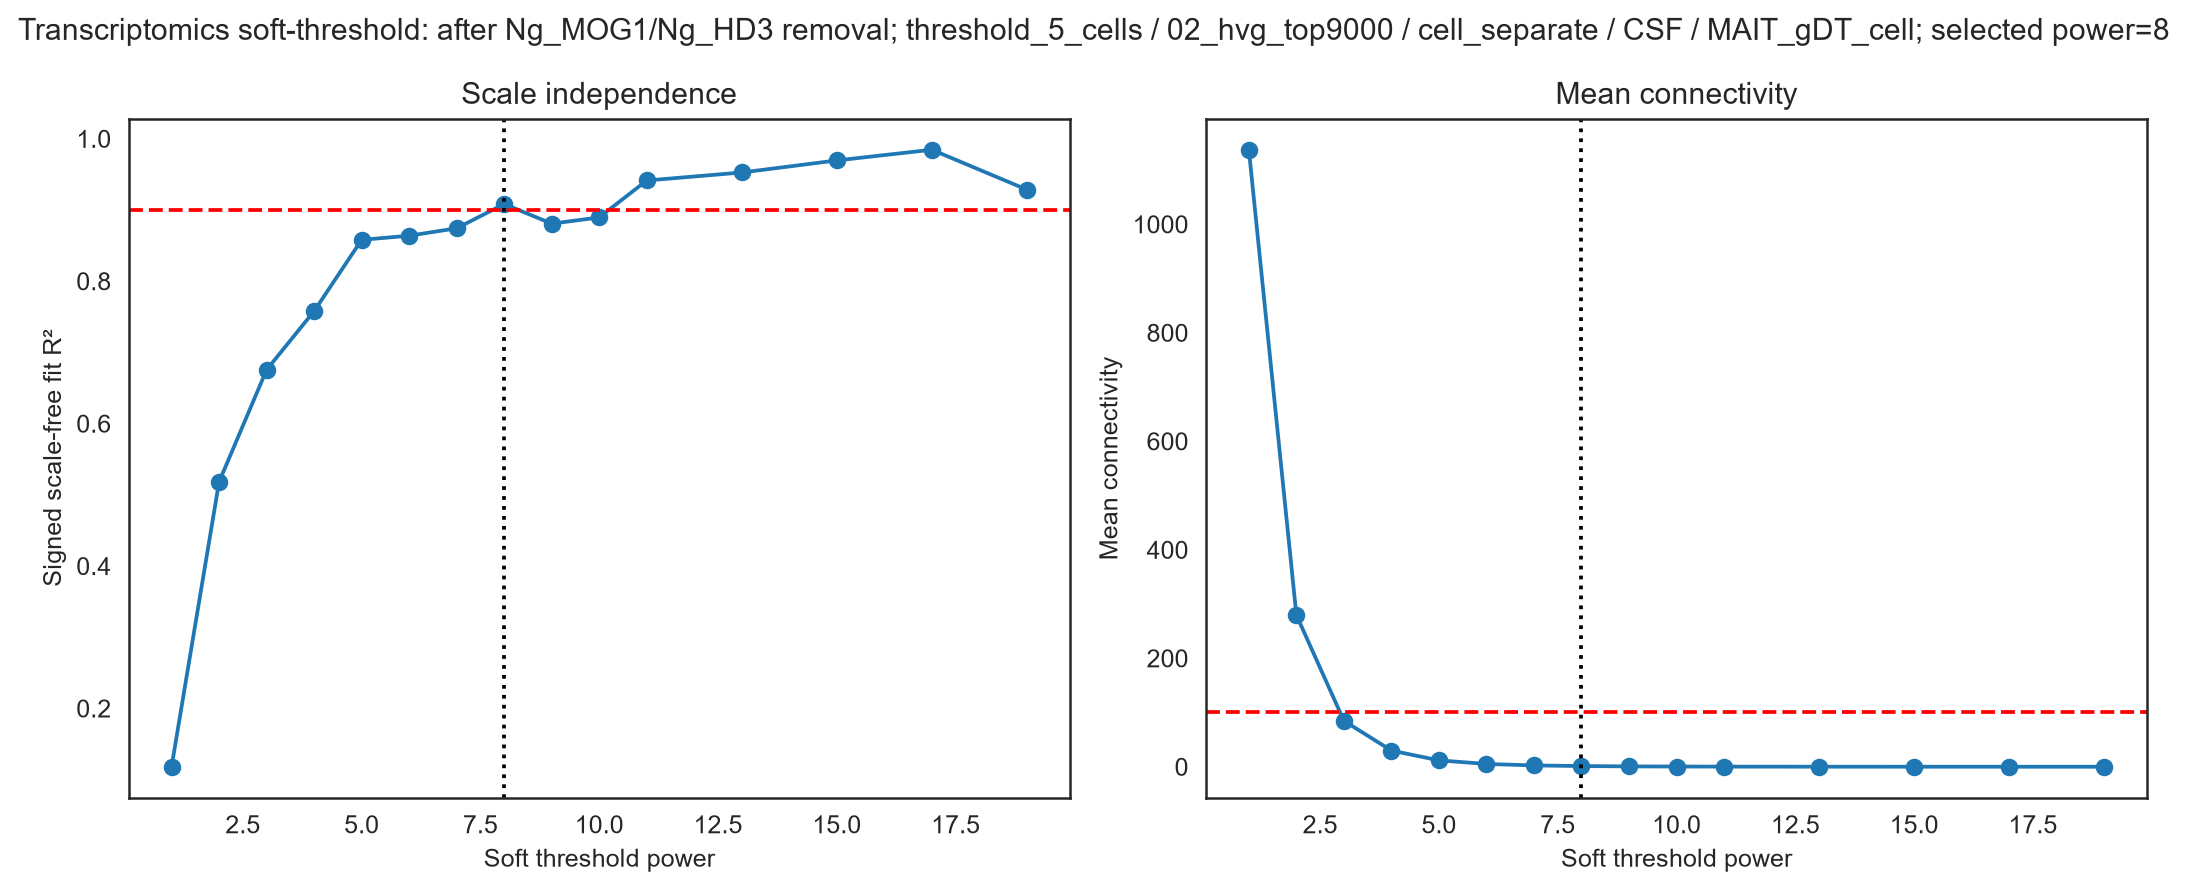 Transcriptomics soft-threshold: after Ng_MOG1/Ng_HD3 removal; threshold_5_cells / 02_hvg_top9000 / cell_separate / CSF / MAIT_gDT_cell; selected power=8
Scale independence
1.0
0.8
0.6
0.4
0.2
Signed scale-free fit R²
2.5 5.0 7.5 10.0 12.5 15.0 17.5
Soft threshold power
Mean connectivity
1000
800
600
400
200
0
Mean connectivity
2.5 5.0 7.5 10.0 12.5 15.0 17.5
Soft threshold power